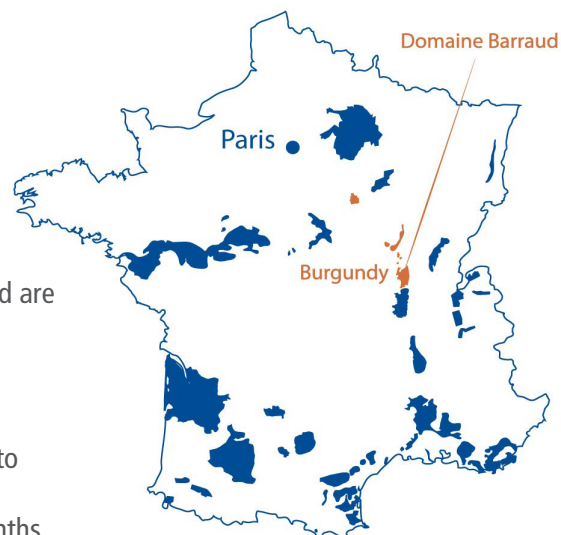 Domaine Barraud
Paris
Burgundy
d are
to
nths